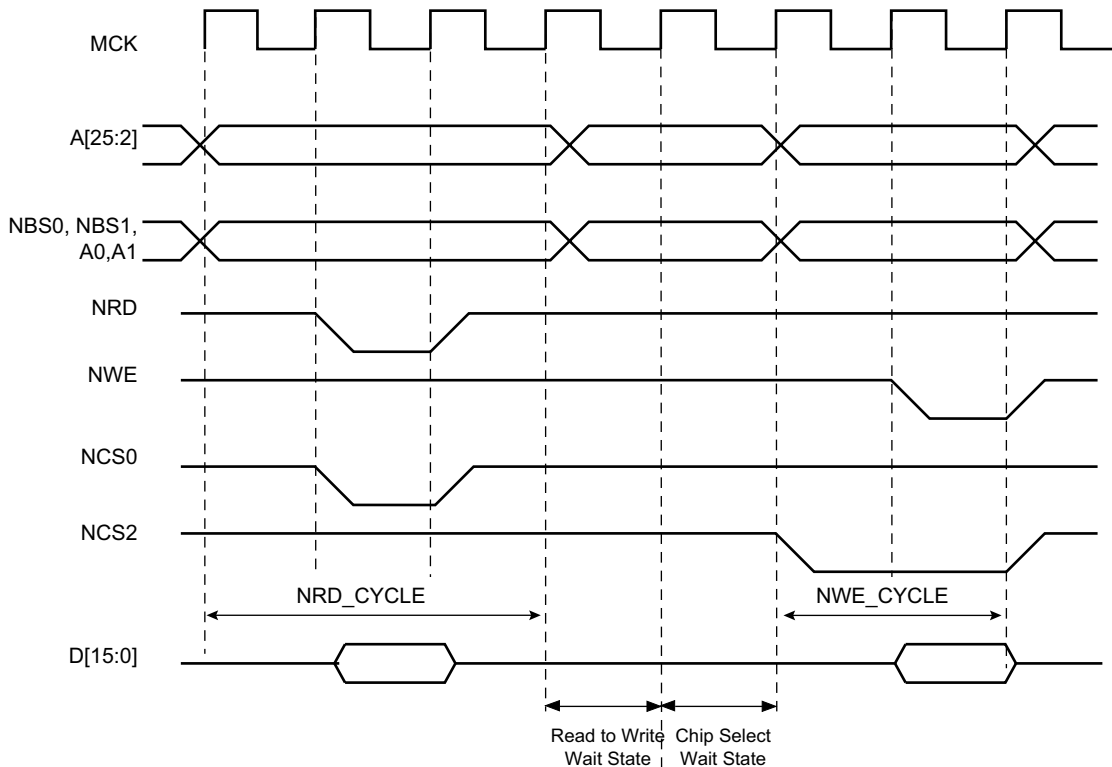 MCK
A[25:2]
NBS0, NBS1,
A0,A1
NRD
NWE
NCS0
NCS2
NRD_CYCLE
NWE_CYCLE
D[15:0]
Read to Write
Wait State
Chip Select
Wait State